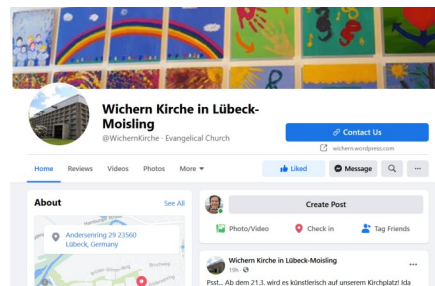 Wichern Kirche in Lübeck-
Moisling
@WichernKirche · Evangelical Church
Contact Us
wichern.wordpress.com
Home Reviews Videos Photos More
Liked Message
About See All
Andersenring 29 23560
Lübeck, Germany
Create Post
Photo/Video Check in Tag Friends
Wichern Kirche in Lübeck-Moisling
19h ·
Psst... Ab dem 21.3. wird es künstlerisch auf unserem Kirchplatz! Ida